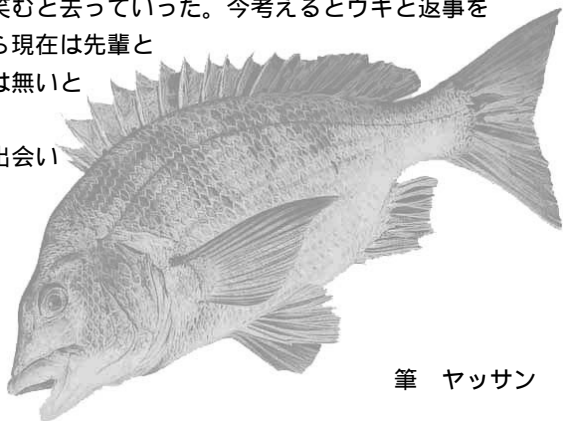 笑むと去っていった。今考えるとウキと返事を
ら現在は先輩と
は無いと
出会い
筆　ヤッサン